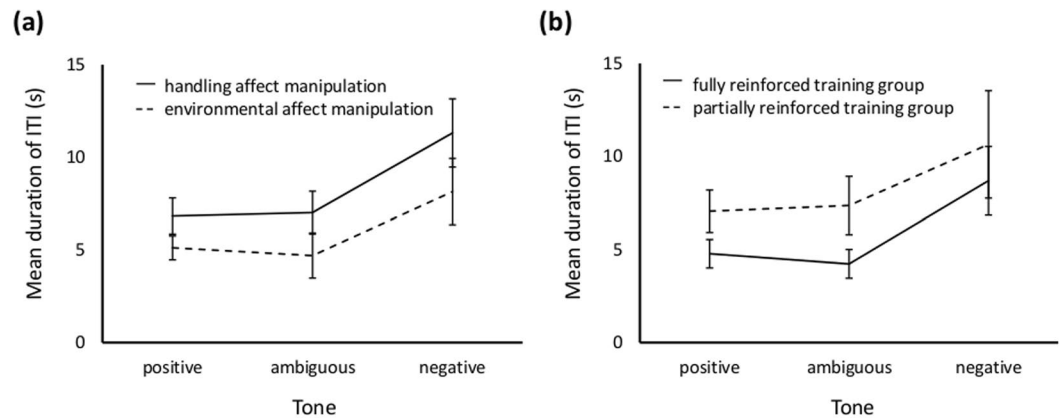 (a)
15
10
5
0
Mean duration of ITI (s)
handling affect manipulation
environmental affect manipulation
positive
ambiguous
negative
Tone
(b)
15
10
5
0
Mean duration of ITI (s)
fully reinforced training group
partially reinforced training group
positive
ambiguous
negative
Tone